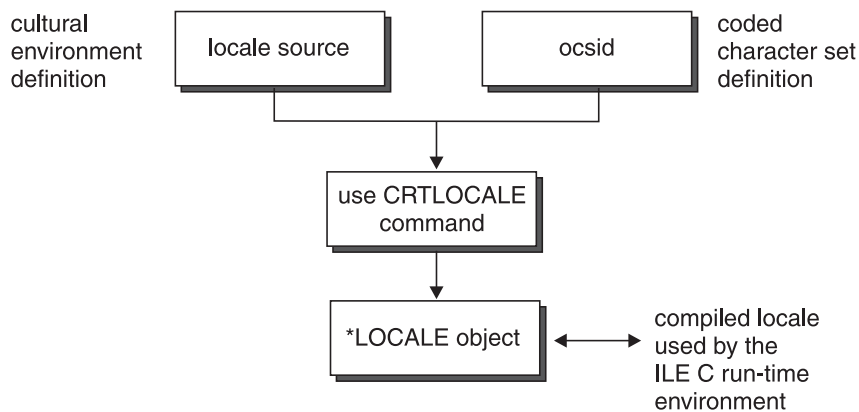 cultural
environment
definition
locale source
ocsid
coded
character set
definition
use CRTLOCALE
command
*LOCALE object
compiled locale
used by the
ILE C run-time
environment